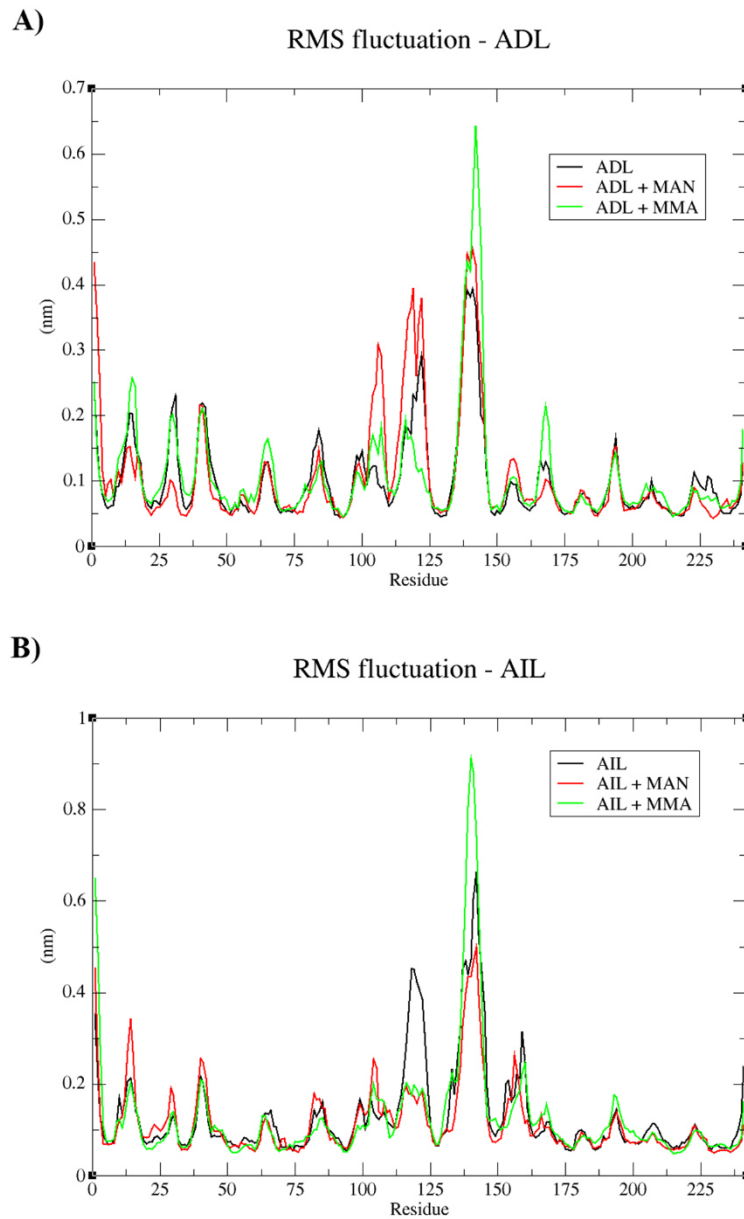 A)
RMS fluctuation - ADL
0.7
0.6
0.5
0.4
0.3
0.2
0.1
0
(nm)
ADL
ADL + MAN
ADL + MMA
0 25 50 75 100 125 150 175 200 225
Residue
B)
RMS fluctuation - AIL
1
0.8
0.6
0.4
0.2
0
(nm)
AIL
AIL + MAN
AIL + MMA
0 25 50 75 100 125 150 175 200 225
Residue